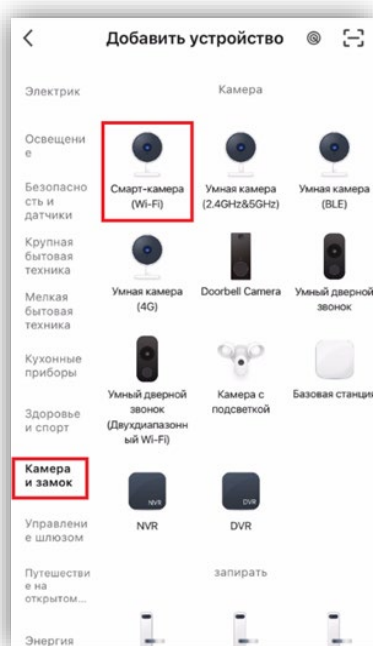 Добавить устройство
Электрик
Освещени
е
Безопасно
сть и
датчики
Крупная
бытовая
техника
Мелкая
бытовая
техника
Кухонные
приборы
Здоровье
и спорт
Камера
и замок
Управлени
е шлюзом
Путешестви
е на
открытом...
Энергия
Камера
Смарт-камера
(Wi-Fi)
Умная камера
(2.4GHz&5GHz)
Умная камера
(BLE)
Умная камера
(4G)
Doorbell Camera
Умный дверной
звонок
Умный дверной
звонок
(Двухдиапазонн
ый Wi-Fi)
Камера с
подсветкой
Базовая станция
NVR
NVR
DVR
DVR
запирать